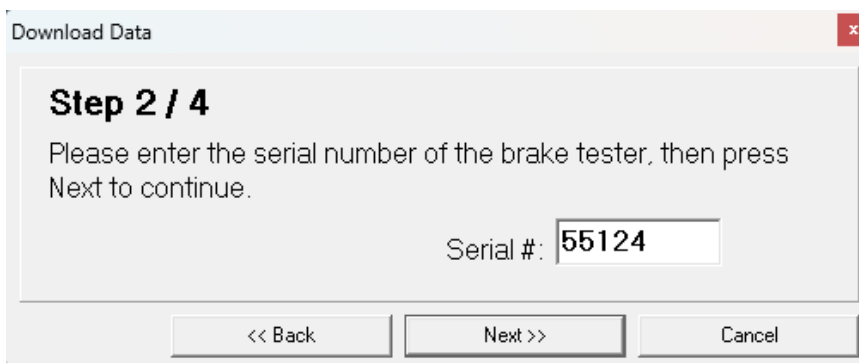 Download Data
x
Step 2 / 4
Please enter the serial number of the brake tester, then press
Next to continue.
Serial #: 55124
<< Back Next >> Cancel